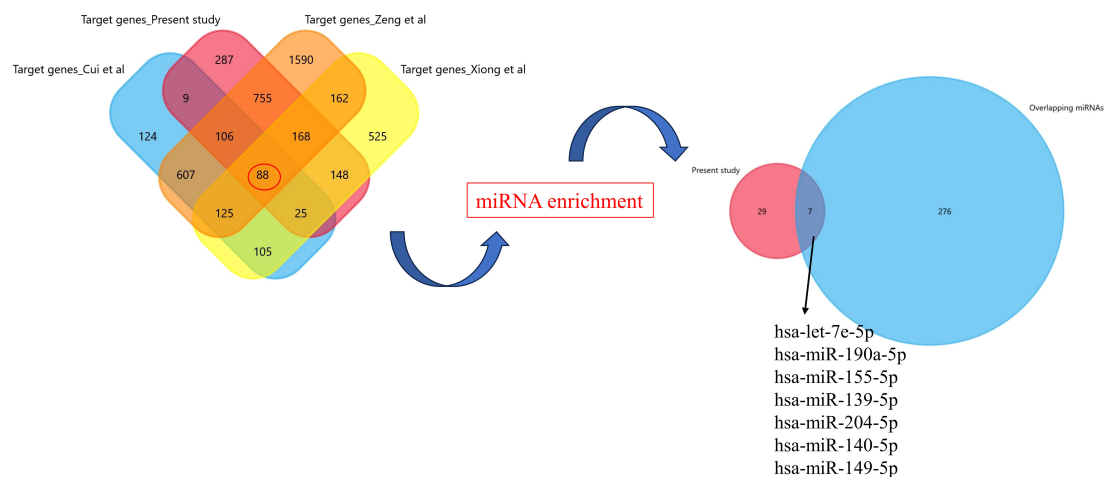 Target genes_Present study
Target genes_Zeng et al
Target genes_Cui et al
Target genes_Xiong et al
287
1590
9
755
162
124
106
168
525
607
88
148
125
25
105
miRNA enrichment
Overlapping miRNAs
Present study
29
7
276
hsa-let-7e-5p
hsa-miR-190a-5p
hsa-miR-155-5p
hsa-miR-139-5p
hsa-miR-204-5p
hsa-miR-140-5p
hsa-miR-149-5p